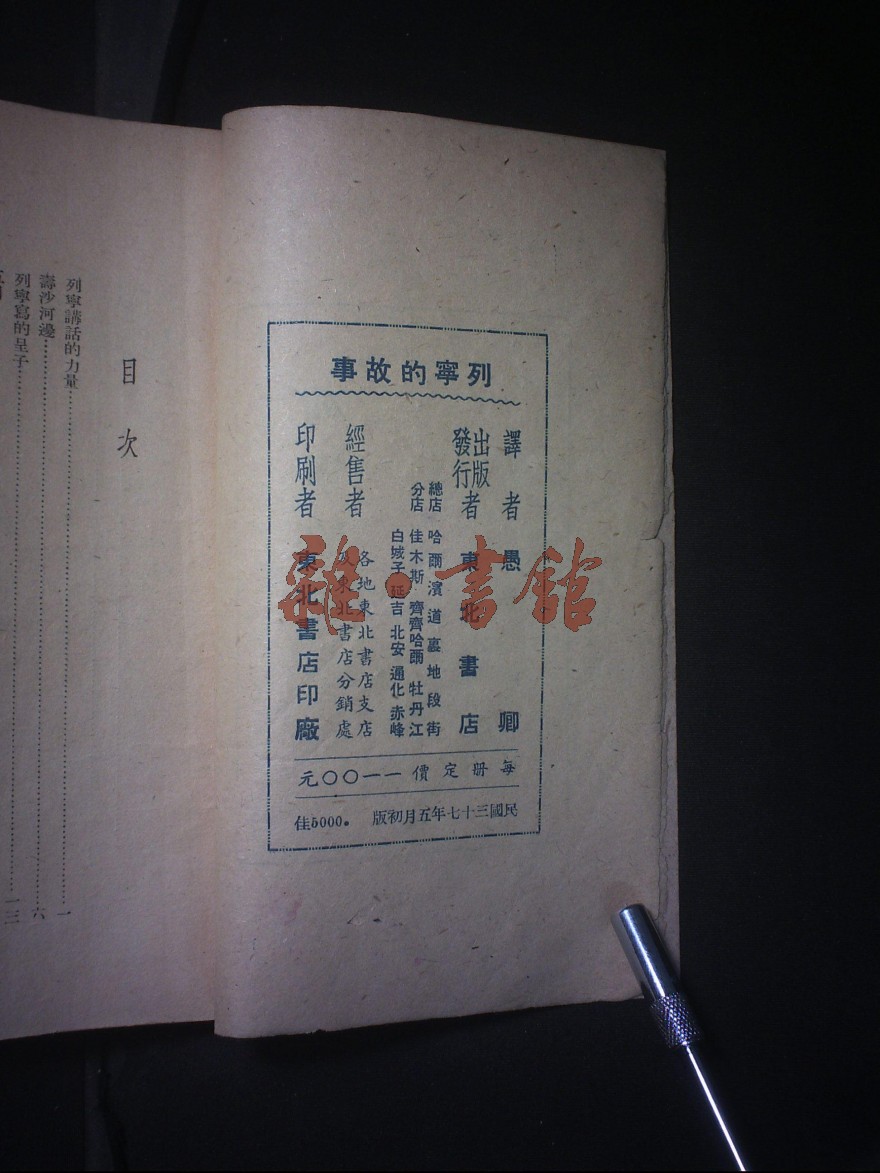 列寧的故事
譯者 愚卿
出版發行者 東北書店
總店 哈爾濱道裏地段街
分店 佳木斯 齊齊哈爾 牡丹江
白城子 延吉 北安 通化 赤峰
經售者 各地東北書店支店
及東北書店分銷處
印刷者 東北書店印廠
每册定價一一〇〇元
民國三十七年五月初版 佳5000。
目次
列寧講話的力量……一
壽沙河邊……六
列寧寫的呈子……一三
雜·書館